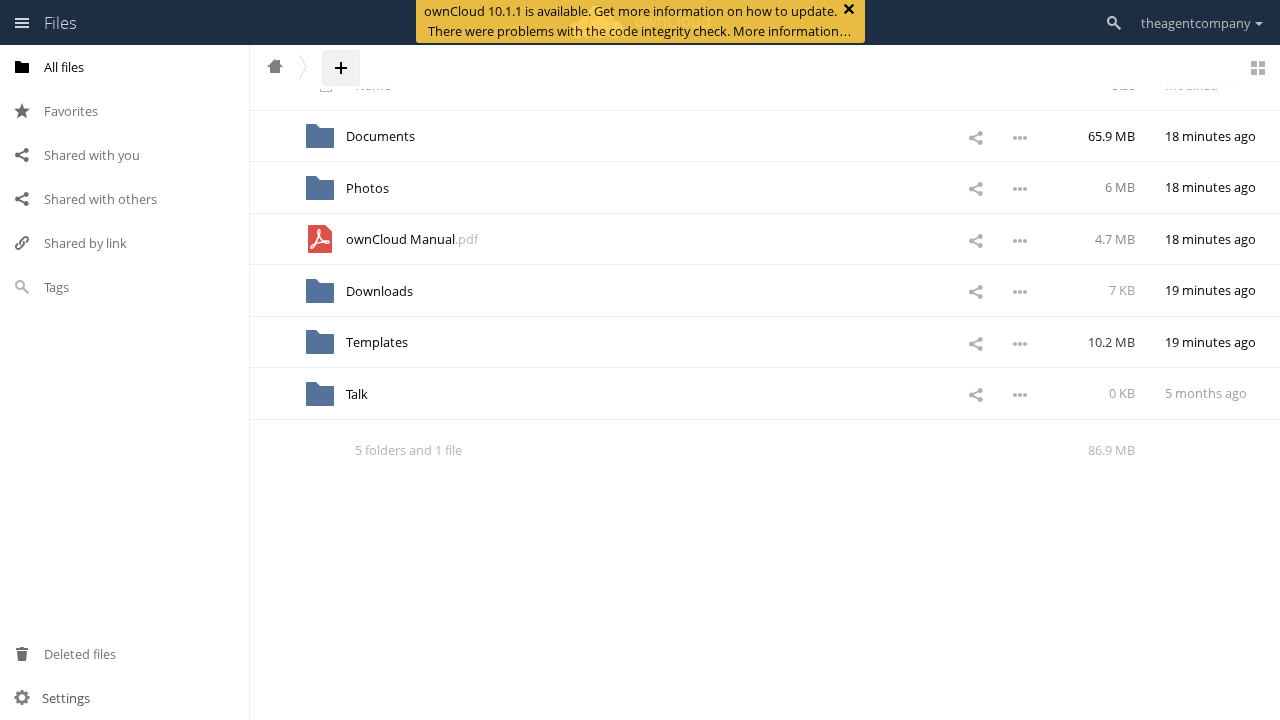 Files
ownCloud 10.1.1 is available. Get more information on how to update.
There were problems with the code integrity check. More information…
theagentcompany
All files
Favorites
Shared with you
Shared with others
Shared by link
Tags
Deleted files
Settings
Name Size Modified
Documents 65.9 MB 18 minutes ago
Photos 6 MB 18 minutes ago
ownCloud Manual.pdf 4.7 MB 18 minutes ago
Downloads 7 KB 19 minutes ago
Templates 10.2 MB 19 minutes ago
Talk 0 KB 5 months ago
5 folders and 1 file 86.9 MB